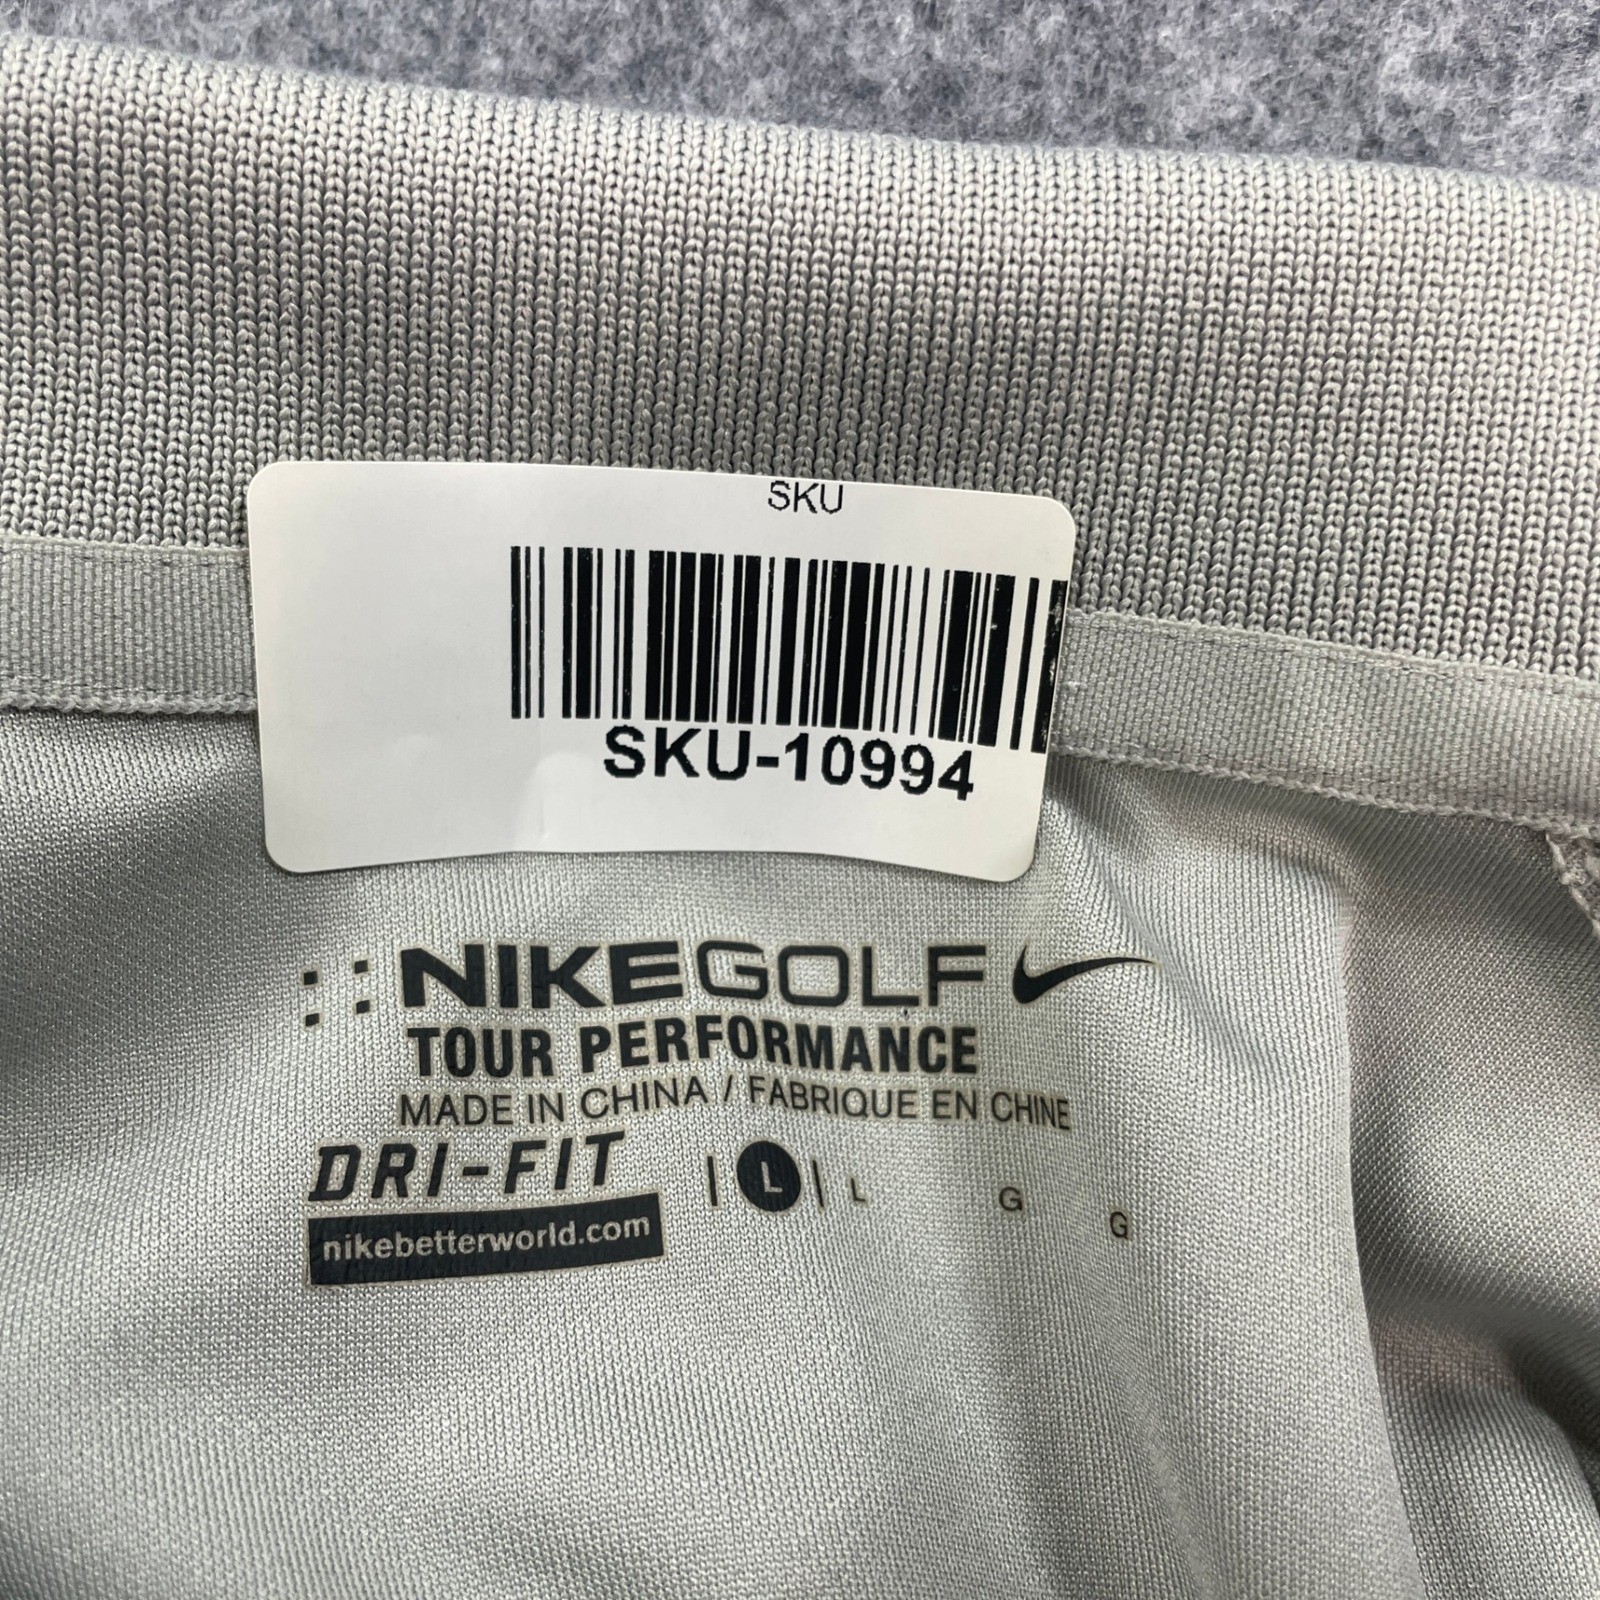 SKU
SKU-10994
NIKEGOLF
TOUR PERFORMANCE
MADE IN CHINA / FABRIQUE EN CHINE
DRI-FIT | L | L G G
nikebetterworld.com